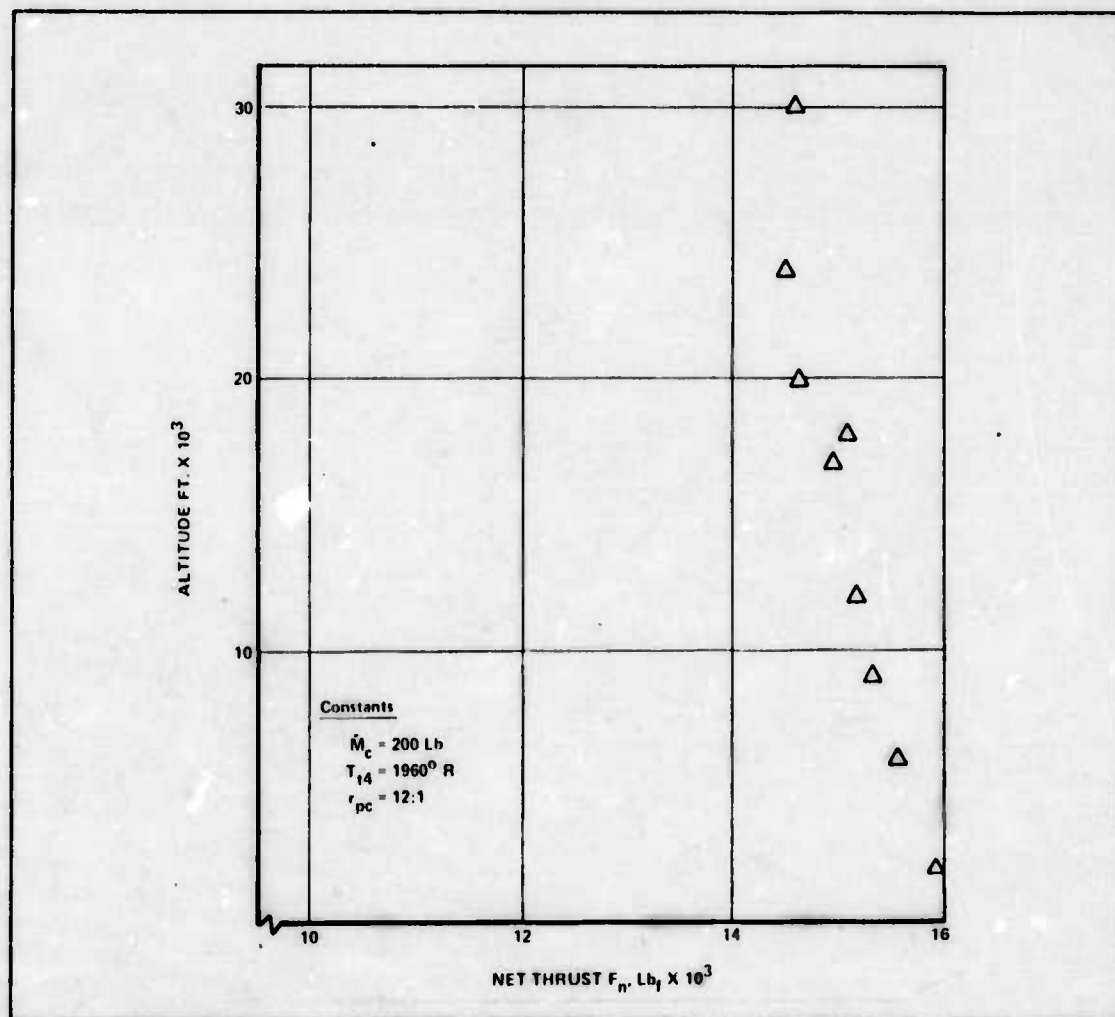 30
20
10
ALTITUDE FT. X 10³
Constants
Ṁc = 200 Lb
Tt4 = 1960⁰ R
rpc = 12:1
10 12 14 16
NET THRUST Fn, Lbf X 10³